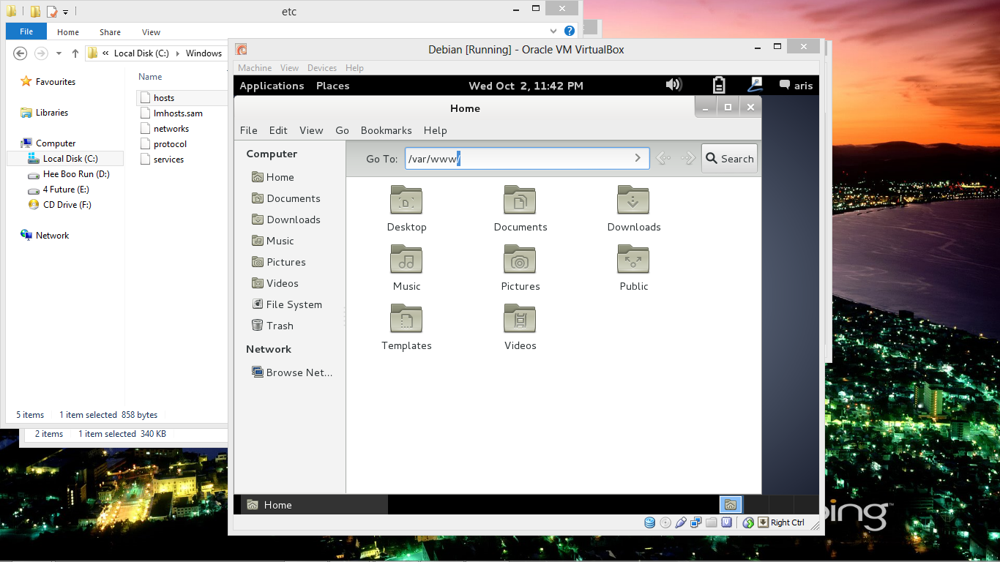 etc
File Home Share View
« Local Disk (C:) Windows
Favourites
Libraries
Computer
Local Disk (C:)
Hee Boo Run (D:)
4 Future (E:)
CD Drive (F:)
Network
Name
hosts
lmhosts.sam
networks
protocol
services
5 items 1 item selected 858 bytes
2 items 1 item selected 340 KB
Debian [Running] - Oracle VM VirtualBox
Machine View Devices Help
Applications Places Wed Oct 2, 11:42 PM aris
Home
File Edit View Go Bookmarks Help
Computer
Home
Documents
Downloads
Music
Pictures
Videos
File System
Trash
Network
Browse Net...
Go To: /var/www/ Search
Desktop Documents Downloads
Music Pictures Public
Templates Videos
Home
Right Ctrl
bing